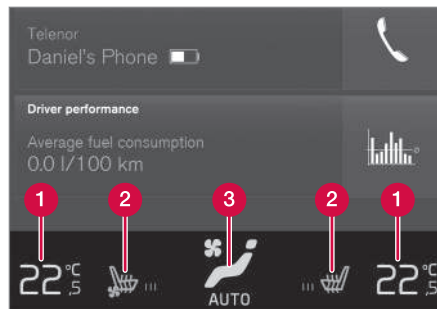 Telenor
Daniel's Phone
Driver performance
Average fuel consumption
0.0 l/100 km
1 2 3 2 1
22,5 °C 22,5 °C
AUTO